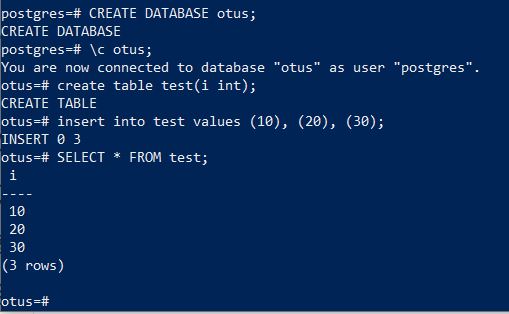 postgres=# CREATE DATABASE otus;
CREATE DATABASE
postgres=# \c otus;
You are now connected to database "otus" as user "postgres".
otus=# create table test(i int);
CREATE TABLE
otus=# insert into test values (10), (20), (30);
INSERT 0 3
otus=# SELECT * FROM test;
 i
----
 10
 20
 30
(3 rows)

otus=#